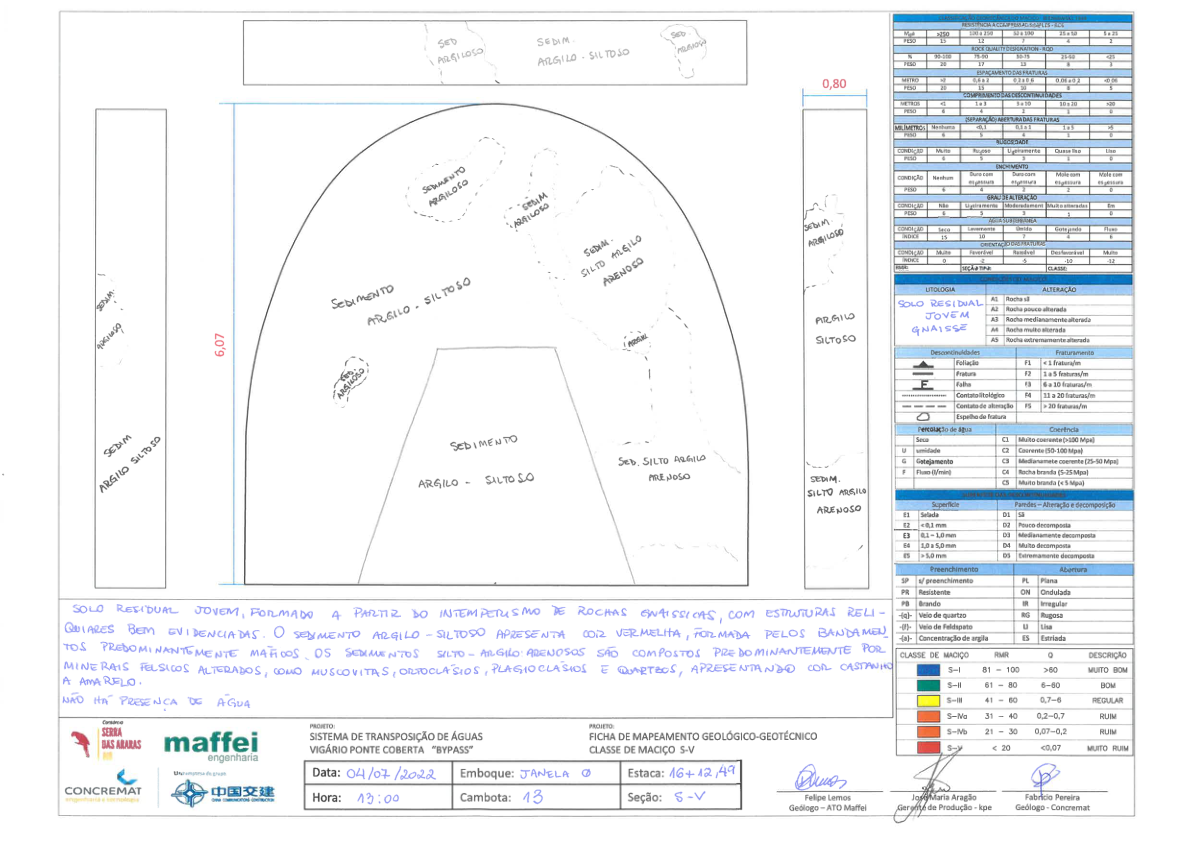 SED
ARGILOSO
SEDIM.
ARGILO - SILTOSO
SED.
ARGILOSO
0,80
6,07
SEDIMENTO
ARGILOSO
SEDIM
ARGILOSO
SEDIM.
SILTO ARGILO
ARENOSO
SEDIMENTO
ARGILO - SILTOSO
SED.
ARGILOSO
SEDIMENTO
ARGILO - SILTOSO
SED. SILTO ARGILO
ARENOSO
SEDIM.
ARGILOSO
SEDIM
ARGILO SILTOSO
SEDIM.
ARGILOSO
ARGILO
SILTOSO
SEDIM.
SILTO ARGILO
ARENOSO
RESISTÊNCIA A COMPRESSÃO SIMPLES - RCS
MPa >250 100 a 250 50 a 100 25 a 50 5 a 25
PESO 15 12 7 4 2
ROCK QUALITY DESIGNATION - RQD
% 90-100 75-90 50-75 25-50 <25
PESO 20 17 13 8 3
ESPAÇAMENTO DAS FRATURAS
METRO >2 0,6 a 2 0,2 a 0,6 0,06 a 0,2 <0,06
PESO 20 15 10 8 5
COMPRIMENTO DAS DESCONTINUIDADES
METROS <1 1 a 3 3 a 10 10 a 20 >20
PESO 6 4 2 1 0
(SEPARAÇÃO) ABERTURA DAS FRATURAS
MILÍMETROS Nenhuma <0,1 0,1 a 1 1 a 5 >5
PESO 6 5 4 1 0
RUGOSIDADE
CONDIÇÃO Muito Rugoso Ligeiramente Quase liso Liso
PESO 6 5 3 1 0
ENCHIMENTO
CONDIÇÃO Nenhum Duro com espessura Duro com espessura Mole com espessura Mole com espessura
PESO 6 4 2 2 0
GRAU DE ALTERAÇÃO
CONDIÇÃO Não Ligeiramente Moderadament Muito alteradas Em
PESO 6 5 3 1 0
ÁGUA SUBTERRÂNEA
CONDIÇÃO Seco Levemente Úmido Gotejando Fluxo
ÍNDICE 15 10 7 4 0
ORIENTAÇÃO DAS FRATURAS
CONDIÇÃO Muito Favorável Razoável Desfavorável Muito
ÍNDICE 0 -2 -5 -10 -12
RMR: SEÇÃO TIPO: CLASSE:
LITOLOGIA ALTERAÇÃO
SOLO RESIDUAL
JOVEM
GNAISSE
A1 Rocha sã
A2 Rocha pouco alterada
A3 Rocha medianamente alterada
A4 Rocha muito alterada
A5 Rocha extremamente alterada
Descontinuidades Fraturamento
Foliação F1 < 1 fratura/m
Fratura F2 1 a 5 fraturas/m
F Falha F3 6 a 10 fraturas/m
Contato litológico F4 11 a 20 fraturas/m
Contato de alteração F5 > 20 fraturas/m
Espelho de fratura
Percolação de água Coerência
Seco C1 Muito coerente (>100 Mpa)
U umidade C2 Coerente (50-100 Mpa)
G Gotejamento C3 Medianamete coerente (25-50 Mpa)
F Fluxo (l/min) C4 Rocha branda (5-25 Mpa)
C5 Muito branda (< 5 Mpa)
Superfície Paredes – Alteração e decomposição
E1 Selada D1 Sã
E2 < 0,1 mm D2 Pouco decomposta
E3 0,1 – 1,0 mm D3 Medianamente decomposta
E4 1,0 a 5,0 mm D4 Muito decomposta
E5 > 5,0 mm D5 Extremamente decomposta
Preenchimento Abertura
SP s/ preenchimento PL Plana
PR Resistente ON Ondulada
PB Brando IR Irregular
-(q)- Veio de quartzo RG Rugosa
-(f)- Veio de Feldspato LI Lisa
-(a)- Concentração de argila ES Estriada
CLASSE DE MACIÇO RMR Q DESCRIÇÃO
S-I 81 – 100 >60 MUITO BOM
S-II 61 – 80 6–60 BOM
S-III 41 – 60 0,7–6 REGULAR
S-IVa 31 – 40 0,2–0,7 RUIM
S-IVb 21 – 30 0,07–0,2 RUIM
S-V < 20 <0,07 MUITO RUIM
SOLO RESIDUAL JOVEM, FORMADO A PARTIR DO INTEMPERISMO DE ROCHAS GNAISSICAS, COM ESTRUTURAS RELI-
QUIARES BEM EVIDENCIADAS. O SEDIMENTO ARGILO-SILTOSO APRESENTA COR VERMELHA, FORMADA PELOS BANDAMEN-
TOS PREDOMINANTEMENTE MÁFICOS. OS SEDIMENTOS SILTO-ARGILO ARENOSOS SÃO COMPOSTOS PREDOMINANTEMENTE POR
MINERAIS FELSICOS ALTERADOS, COMO MUSCOVITAS, ORTOCLÁSIOS, PLAGIOCLÁSIOS E QUARTZOS, APRESENTANDO COR CASTANHO
A AMARELO.
NÃO HÁ PRESENÇA DE ÁGUA
Consórcio
SERRA
DAS ARARAS
maffei
engenharia
CONCREMAT
engenharia e tecnologia
中国交建
CHINA COMMUNICATIONS CONSTRUCTION
PROJETO:
SISTEMA DE TRANSPOSIÇÃO DE ÁGUAS
VIGÁRIO PONTE COBERTA "BYPASS"
PROJETO:
FICHA DE MAPEAMENTO GEOLÓGICO-GEOTÉCNICO
CLASSE DE MACIÇO S-V
Data: 04/07/2022 Emboque: JANELA 0 Estaca: 16+12,49
Hora: 13:00 Cambota: 13 Seção: S-V
Felipe Lemos
Geólogo – ATO Maffei
José Maria Aragão
Gerente de Produção - kpe
Fabrício Pereira
Geólogo - Concremat